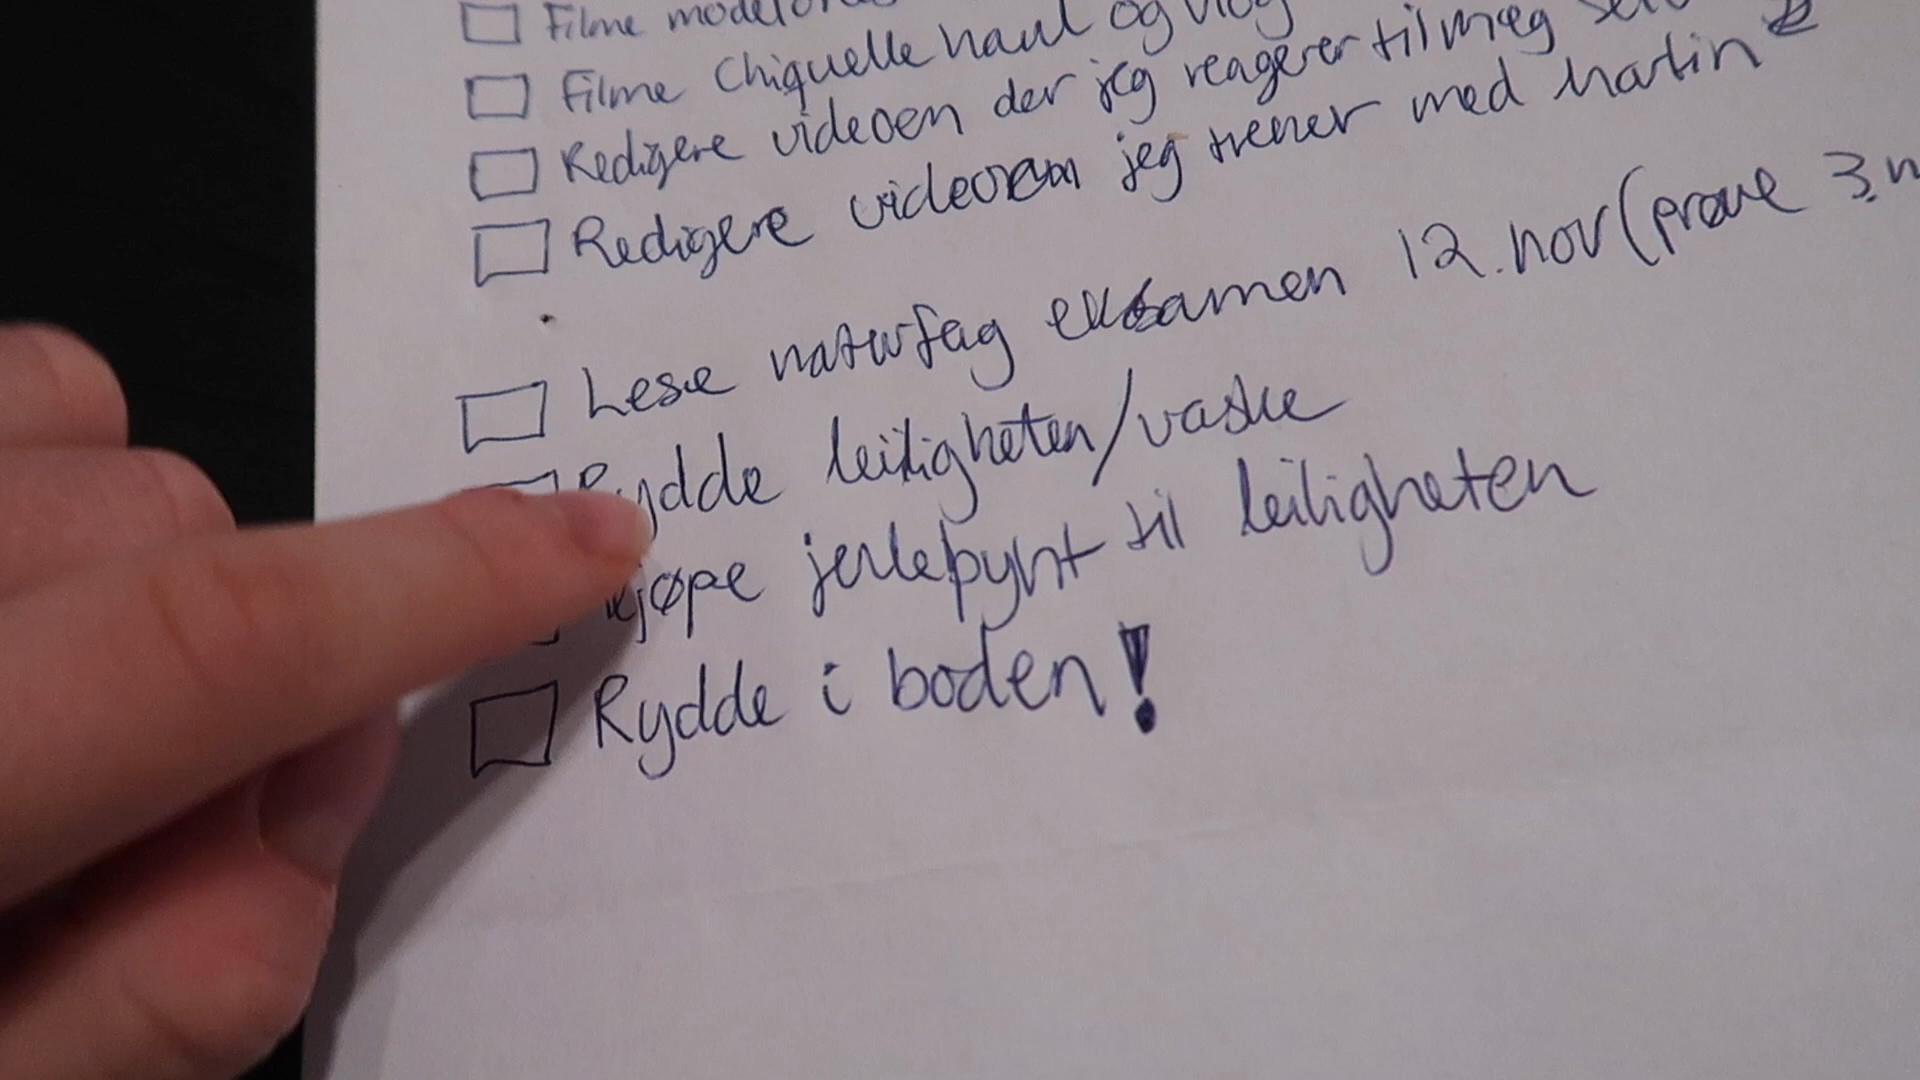 Filme
Filme Chiquelle haul og vlog
Redigere videoen der jeg reagerer til meg
Redigere videoen jeg trener med martin
Lese naturfag eksamen 12. nov (prøve 3. n
Rydde leiligheten/vaske
Kjøpe julepynt til leiligheten
Rydde i boden!